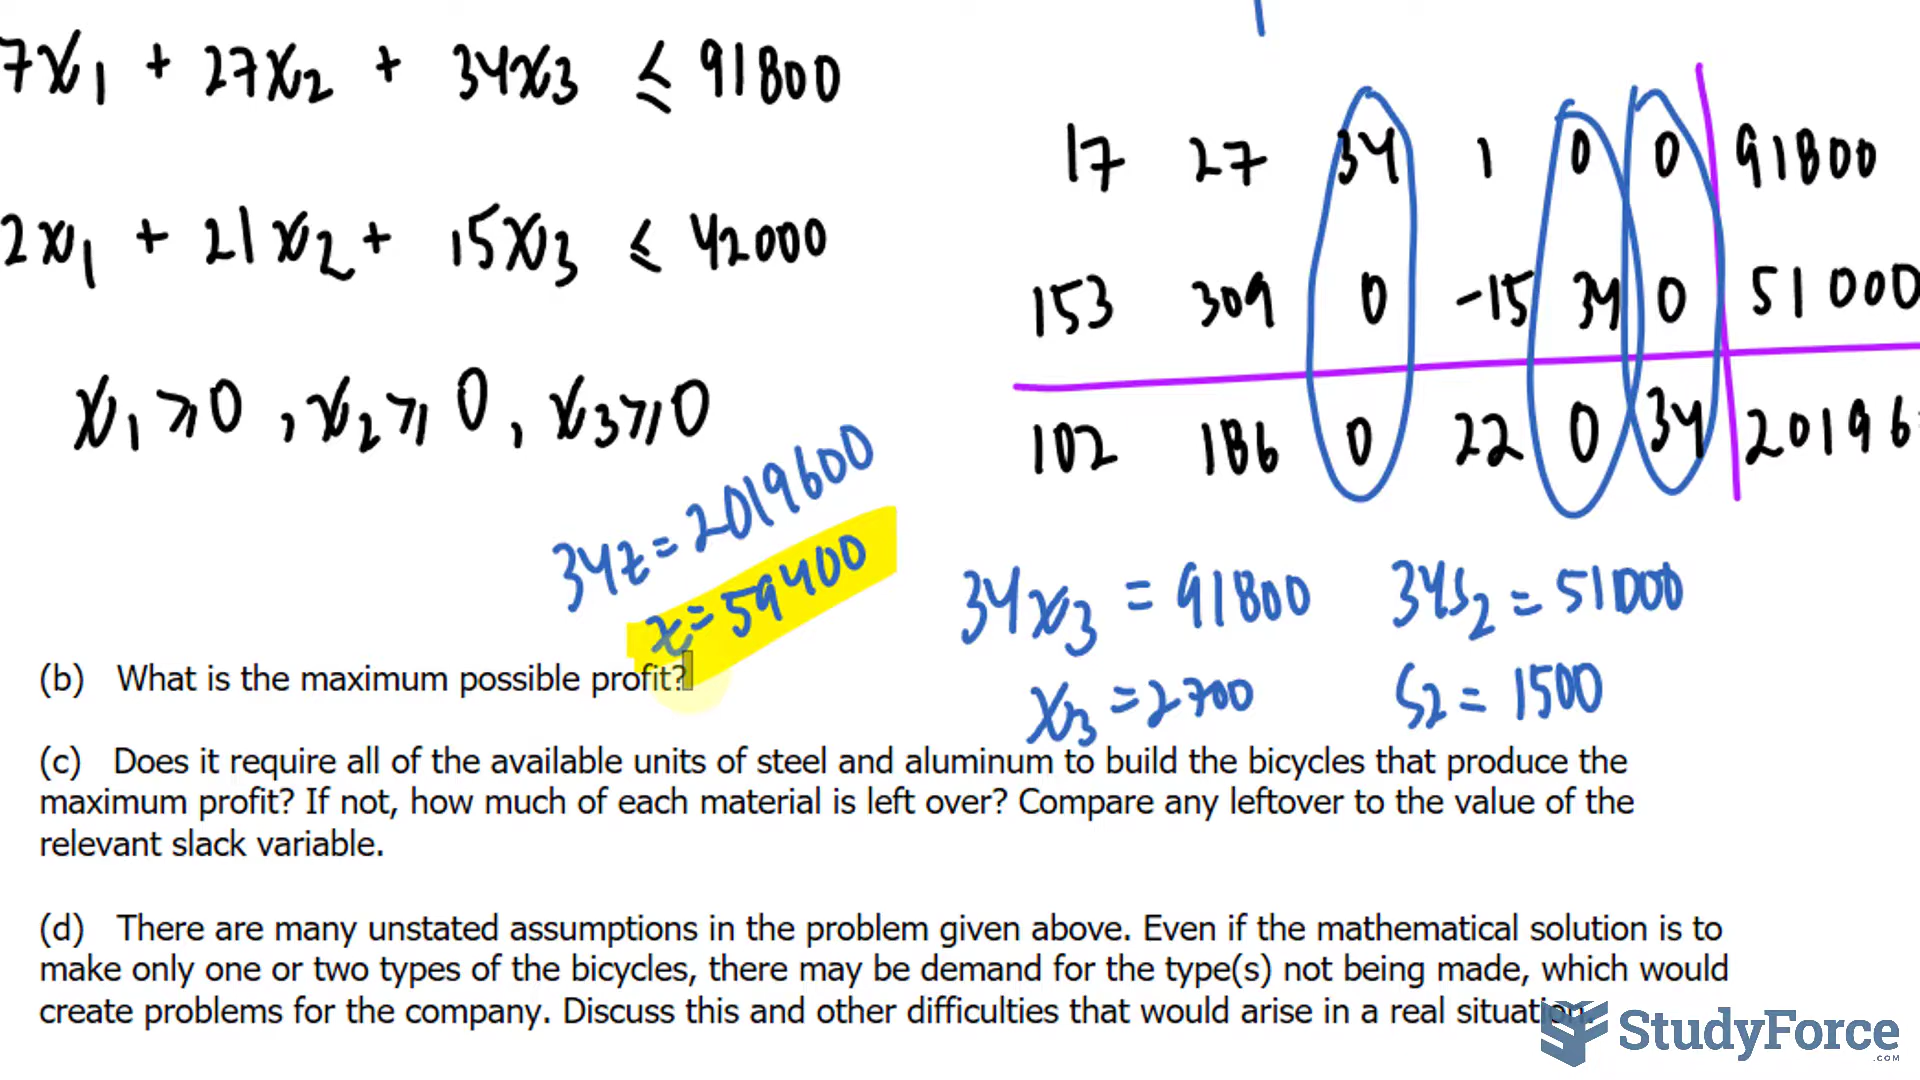 7x1 + 27x2 + 34x3 ≤ 91800
2x1 + 21x2 + 15x3 ≤ 42000
x1 ≥ 0, x2 ≥ 0, x3 ≥ 0
17 27 34 1 0 0 91800
153 309 0 -15 34 0 51000
102 186 0 22 0 34 20196
34z = 2019600
z = 59400
34x3 = 91800
x3 = 2700
34s2 = 51000
s2 = 1500
(b) What is the maximum possible profit?
(c) Does it require all of the available units of steel and aluminum to build the bicycles that produce the
maximum profit? If not, how much of each material is left over? Compare any leftover to the value of the
relevant slack variable.
(d) There are many unstated assumptions in the problem given above. Even if the mathematical solution is to
make only one or two types of the bicycles, there may be demand for the type(s) not being made, which would
create problems for the company. Discuss this and other difficulties that would arise in a real situation.
StudyForce
.COM